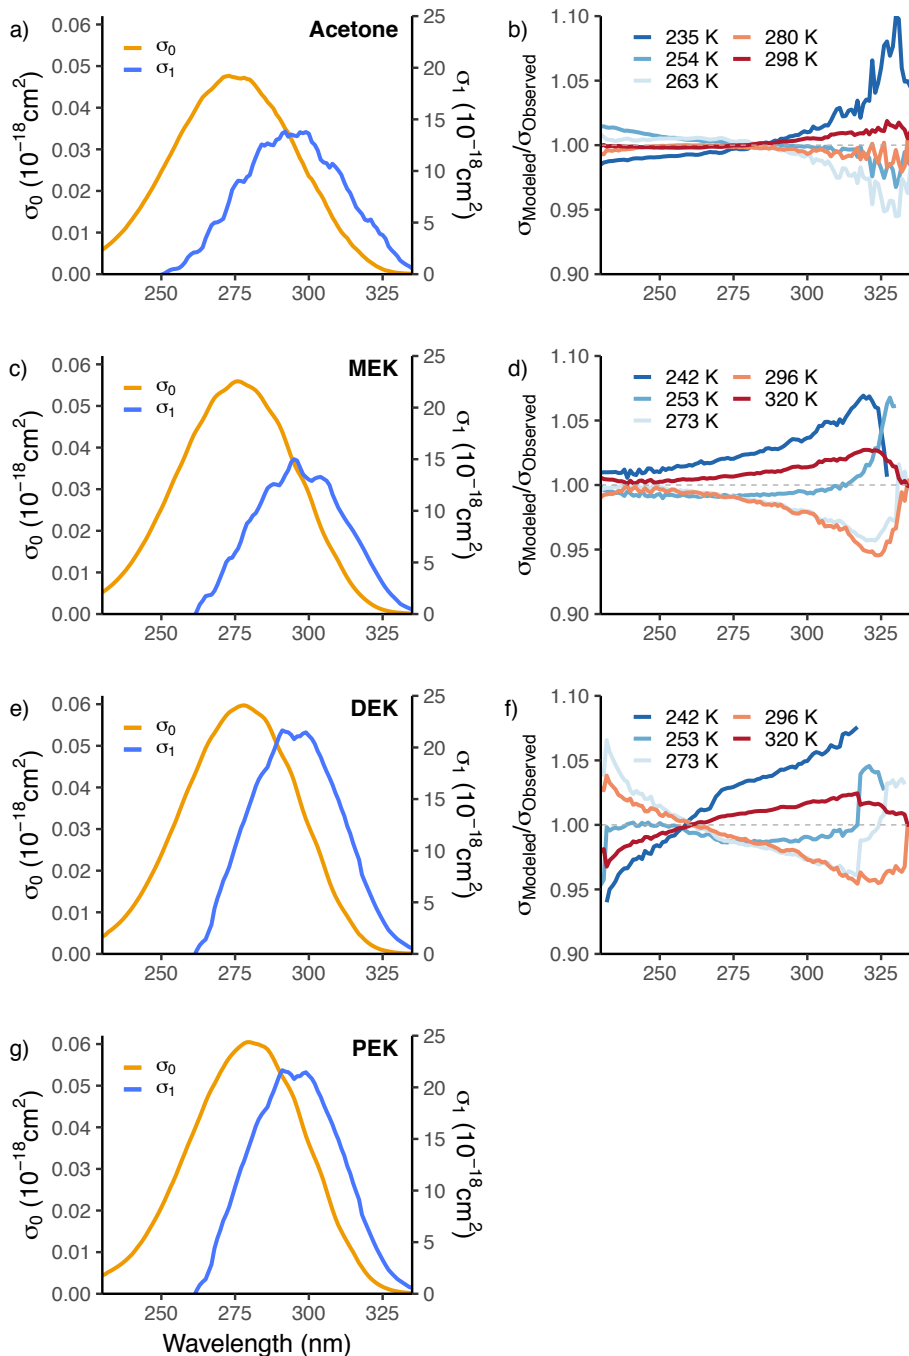 a) Acetone
σ0
σ1
0.06
0.05
0.04
0.03
0.02
0.01
0.00
σ0 (10−18cm2)
25
20
15
10
5
0
σ1 (10−18cm2)
250 275 300 325
b)
235 K 280 K
254 K 298 K
263 K
1.10
1.05
1.00
0.95
0.90
σModeled/σObserved
250 275 300 325
c) MEK
σ0
σ1
0.06
0.05
0.04
0.03
0.02
0.01
0.00
σ0 (10−18cm2)
25
20
15
10
5
0
σ1 (10−18cm2)
250 275 300 325
d)
242 K 296 K
253 K 320 K
273 K
1.10
1.05
1.00
0.95
0.90
σModeled/σObserved
250 275 300 325
e) DEK
σ0
σ1
0.06
0.05
0.04
0.03
0.02
0.01
0.00
σ0 (10−18cm2)
25
20
15
10
5
0
σ1 (10−18cm2)
250 275 300 325
f)
242 K 296 K
253 K 320 K
273 K
1.10
1.05
1.00
0.95
0.90
σModeled/σObserved
250 275 300 325
g) PEK
σ0
σ1
0.06
0.05
0.04
0.03
0.02
0.01
0.00
σ0 (10−18cm2)
25
20
15
10
5
0
σ1 (10−18cm2)
250 275 300 325
Wavelength (nm)